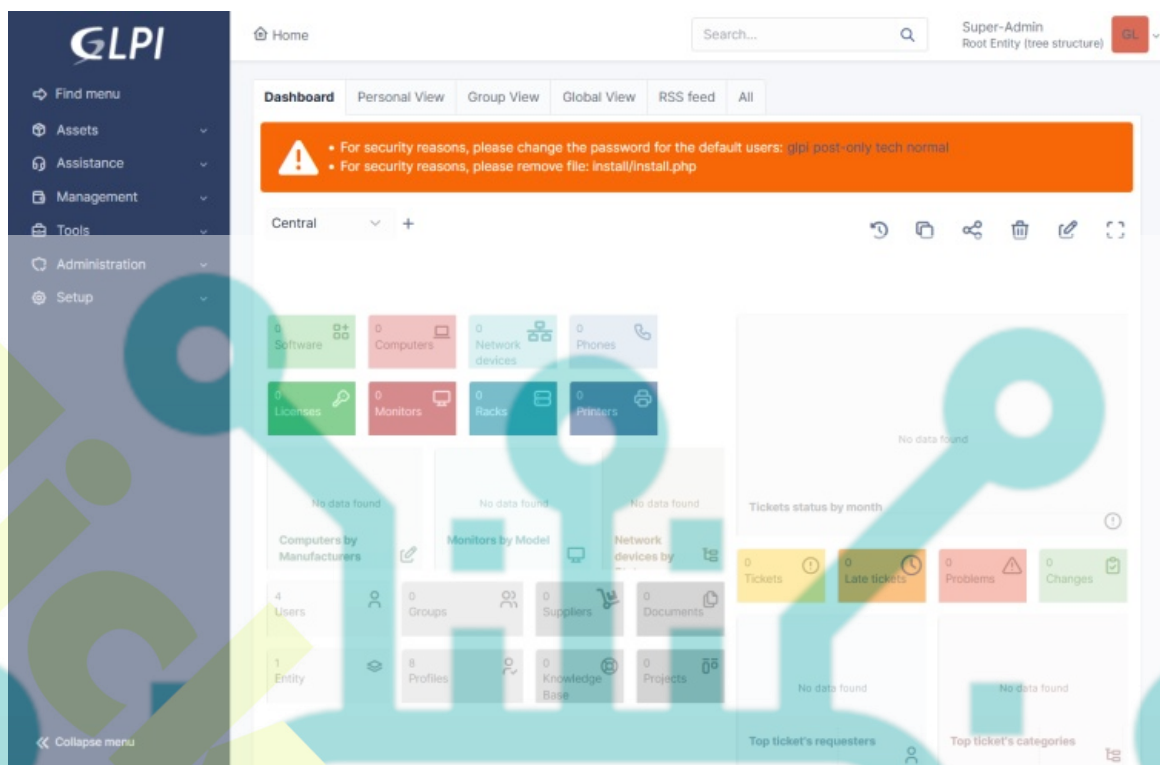 GLPI
Home
Search...
Super-Admin
Root Entity (tree structure)
GL
Find menu
Assets
Assistance
Management
Tools
Administration
Setup
Collapse menu
Dashboard
Personal View
Group View
Global View
RSS feed
All
• For security reasons, please change the password for the default users: glpi post-only tech normal
• For security reasons, please remove file: install/install.php
Central
0
Software
0
Computers
0
Network
devices
0
Phones
0
Licenses
0
Monitors
0
Racks
0
Printers
No data found
Computers by
Manufacturers
No data found
Monitors by Model
No data found
Network
devices by
4
Users
0
Groups
0
Suppliers
0
Documents
1
Entity
8
Profiles
0
Knowledge
Base
0
Projects
No data found
Tickets status by month
0
Tickets
0
Late tickets
0
Problems
0
Changes
No data found
Top ticket's requesters
No data found
Top ticket's categories